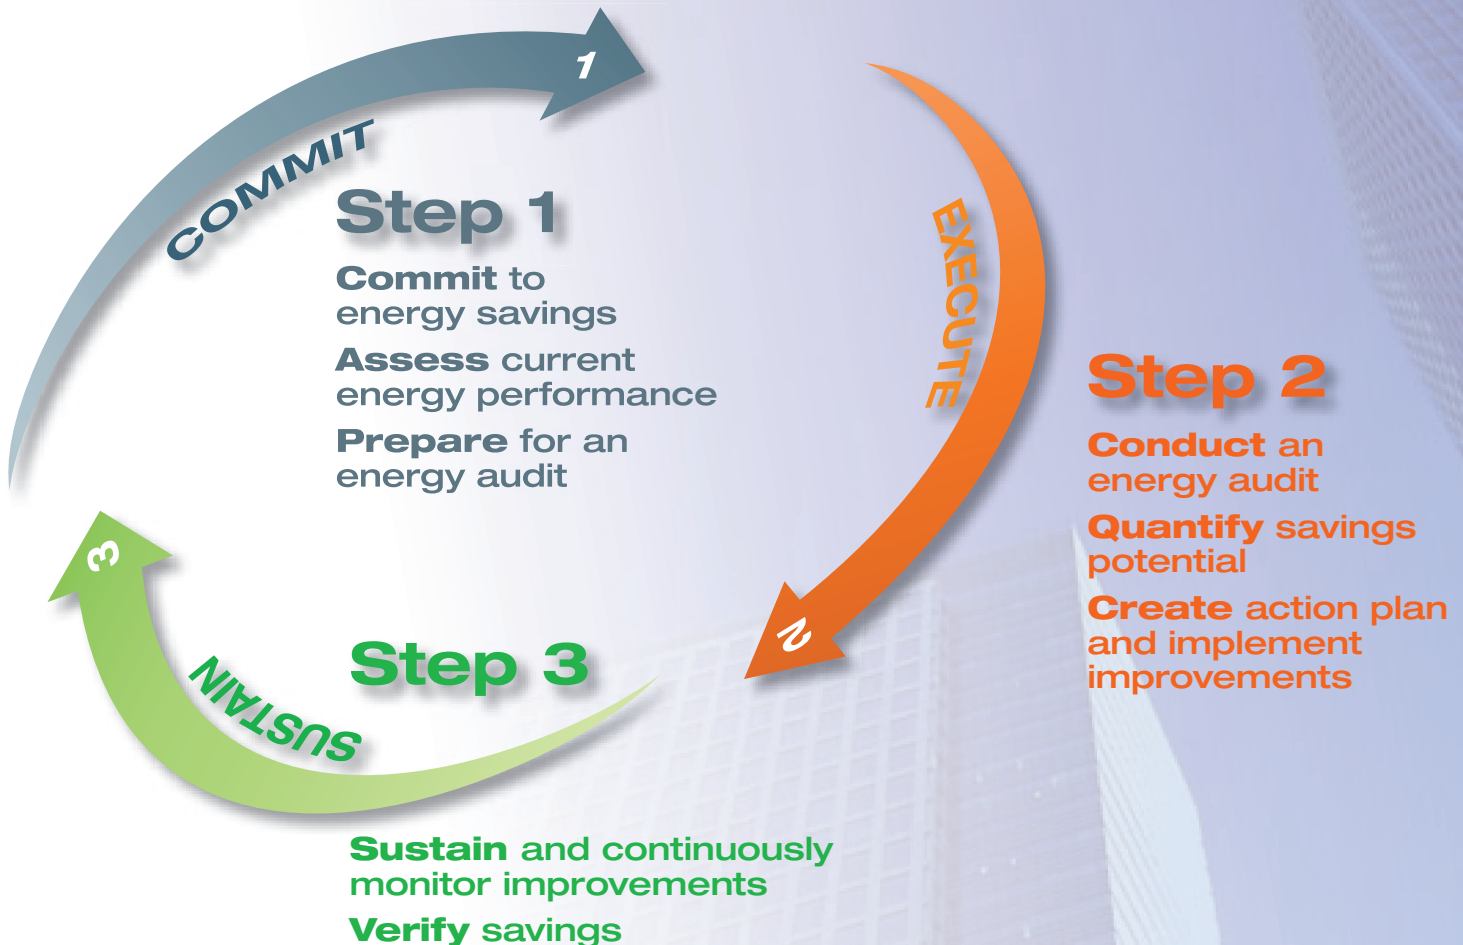 1
COMMIT
Step 1
Commit to
energy savings
Assess current
energy performance
Prepare for an
energy audit
EXECUTE
2
Step 2
Conduct an
energy audit
Quantify savings
potential
Create action plan
and implement
improvements
3
SUSTAIN
Step 3
Sustain and continuously
monitor improvements
Verify savings